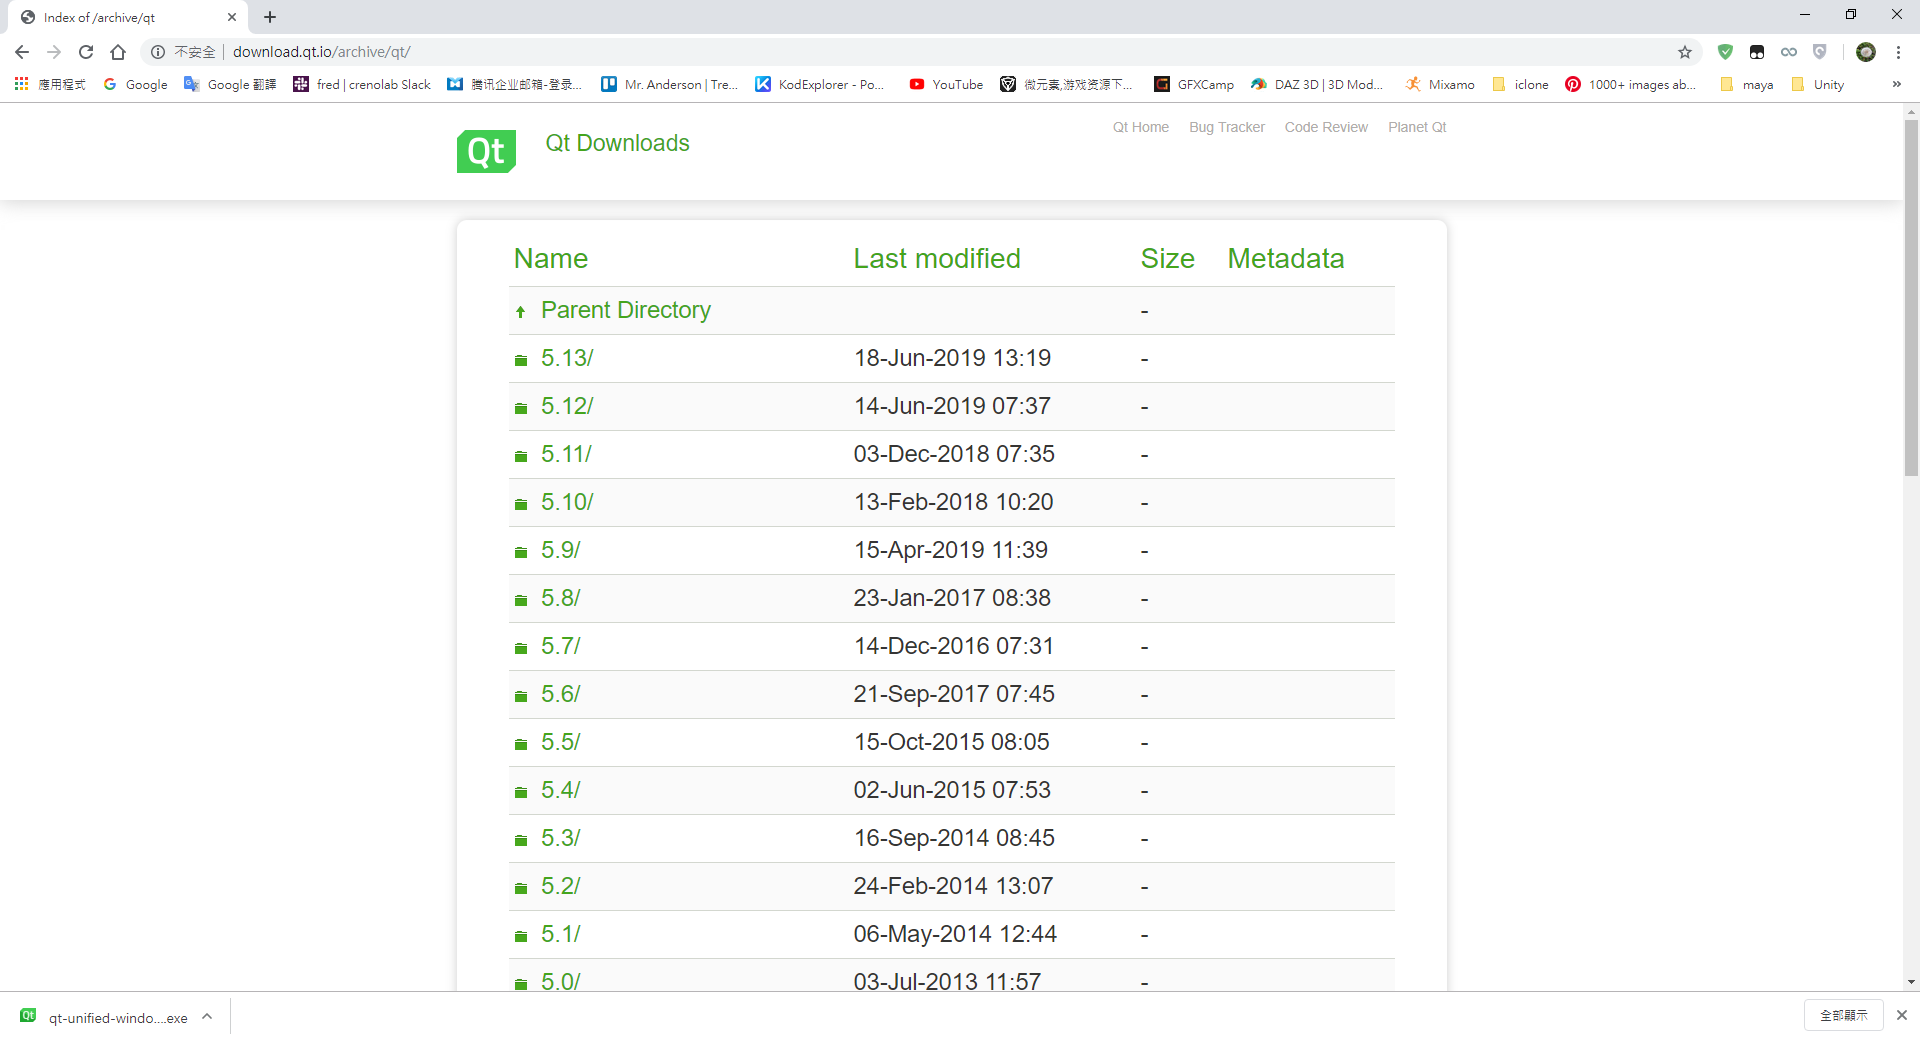 Index of /archive/qt
不安全 | download.qt.io/archive/qt/
應用程式 Google Google 翻譯 fred | crenolab Slack 腾讯企业邮箱-登录... Mr. Anderson | Tre... KodExplorer - Po... YouTube 微元素,游戏资源下... GFXCamp DAZ 3D | 3D Mod... Mixamo iclone 1000+ images ab... maya Unity »
Qt Qt Downloads Qt Home Bug Tracker Code Review Planet Qt
Name Last modified Size Metadata
Parent Directory -
5.13/ 18-Jun-2019 13:19 -
5.12/ 14-Jun-2019 07:37 -
5.11/ 03-Dec-2018 07:35 -
5.10/ 13-Feb-2018 10:20 -
5.9/ 15-Apr-2019 11:39 -
5.8/ 23-Jan-2017 08:38 -
5.7/ 14-Dec-2016 07:31 -
5.6/ 21-Sep-2017 07:45 -
5.5/ 15-Oct-2015 08:05 -
5.4/ 02-Jun-2015 07:53 -
5.3/ 16-Sep-2014 08:45 -
5.2/ 24-Feb-2014 13:07 -
5.1/ 06-May-2014 12:44 -
5.0/ 03-Jul-2013 11:57 -
Qt qt-unified-windo....exe 全部顯示